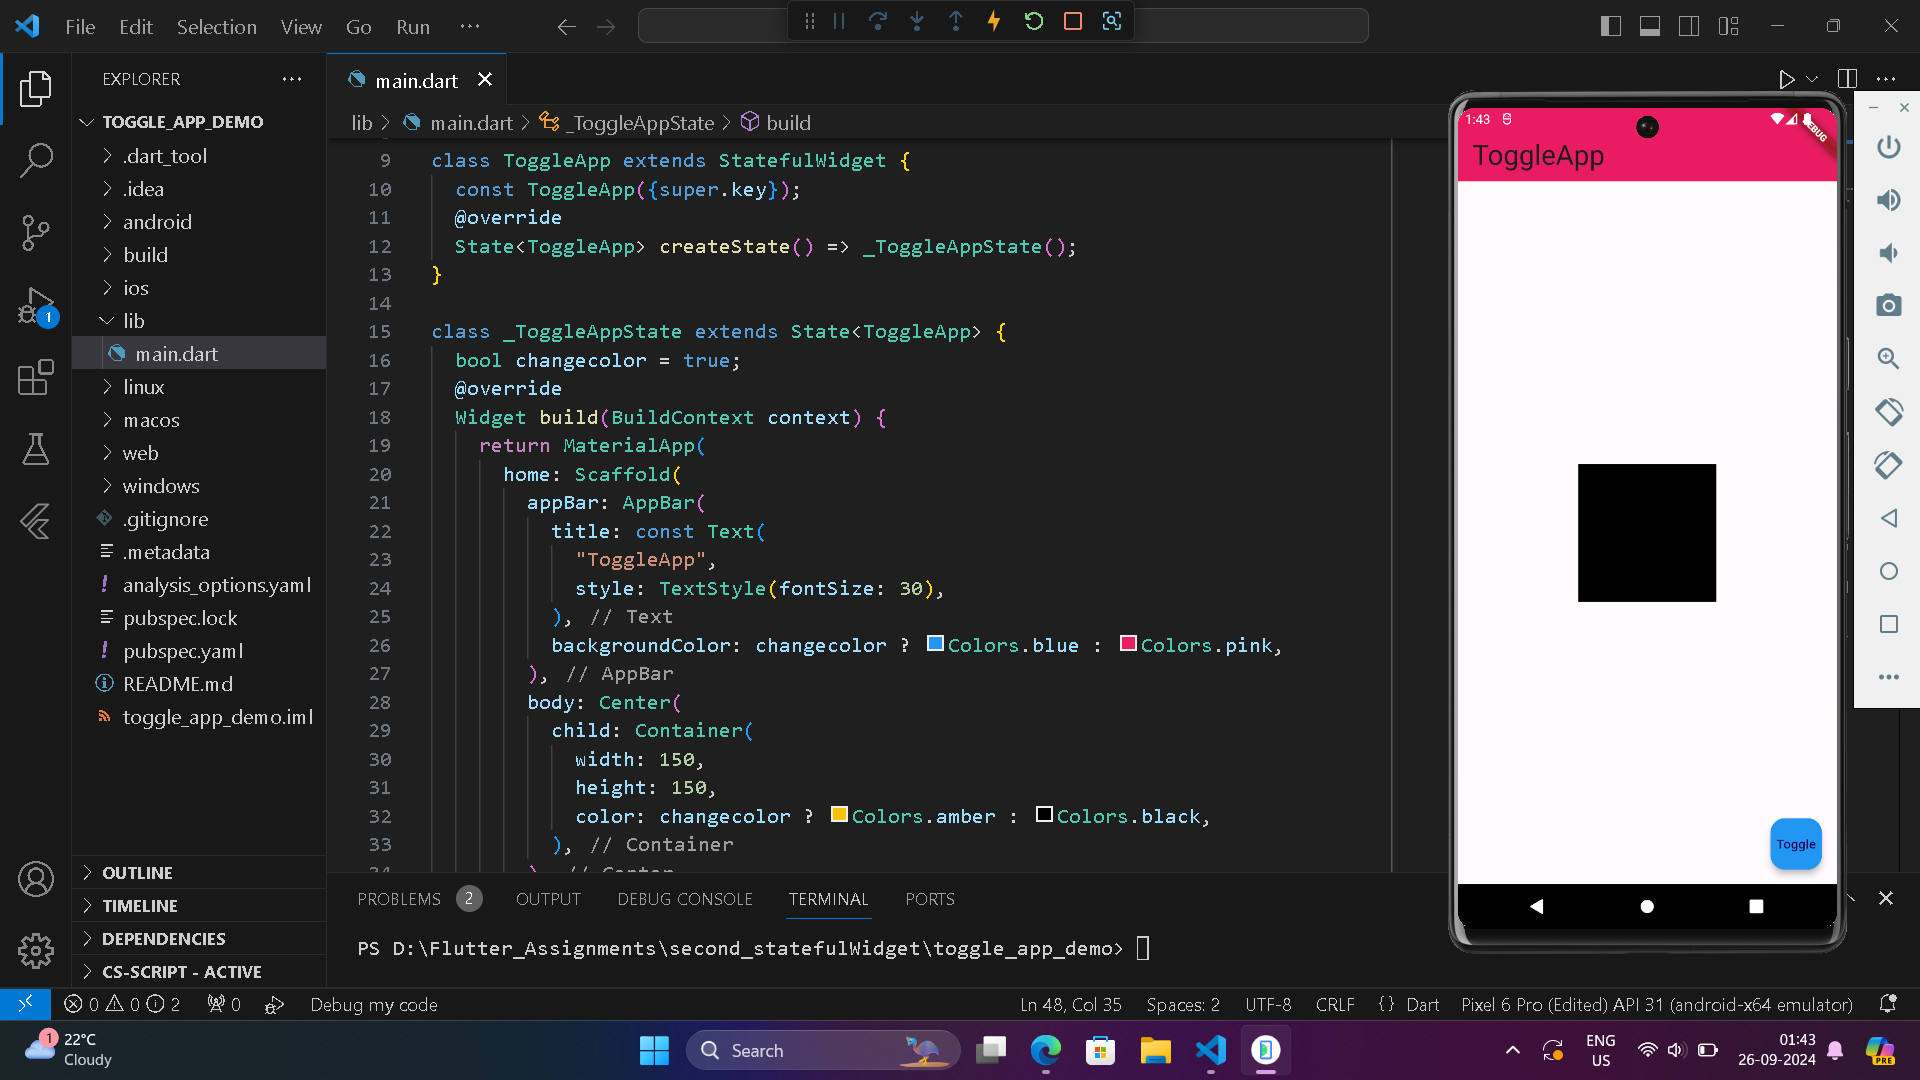 File Edit Selection View Go Run ···
EXPLORER ···
TOGGLE_APP_DEMO
.dart_tool
.idea
android
build
ios
lib
main.dart
linux
macos
web
windows
.gitignore
.metadata
analysis_options.yaml
pubspec.lock
pubspec.yaml
README.md
toggle_app_demo.iml
OUTLINE
TIMELINE
DEPENDENCIES
CS-SCRIPT - ACTIVE
1
main.dart
lib > main.dart > _ToggleAppState > build
9 class ToggleApp extends StatefulWidget {
10 const ToggleApp({super.key});
11 @override
12 State<ToggleApp> createState() => _ToggleAppState();
13 }
14
15 class _ToggleAppState extends State<ToggleApp> {
16 bool changecolor = true;
17 @override
18 Widget build(BuildContext context) {
19 return MaterialApp(
20 home: Scaffold(
21 appBar: AppBar(
22 title: const Text(
23 "ToggleApp",
24 style: TextStyle(fontSize: 30),
25 ), // Text
26 backgroundColor: changecolor ? Colors.blue : Colors.pink,
27 ), // AppBar
28 body: Center(
29 child: Container(
30 width: 150,
31 height: 150,
32 color: changecolor ? Colors.amber : Colors.black,
33 ), // Container
34 ), // Center
PROBLEMS 2 OUTPUT DEBUG CONSOLE TERMINAL PORTS
PS D:\Flutter_Assignments\second_statefulWidget\toggle_app_demo>
1:43
DEBUG
ToggleApp
Toggle
0 0 2 0 Debug my code Ln 48, Col 35 Spaces: 2 UTF-8 CRLF {} Dart Pixel 6 Pro (Edited) API 31 (android-x64 emulator)
1
22°C
Cloudy
Search
ENG
US
01:43
26-09-2024
PRE